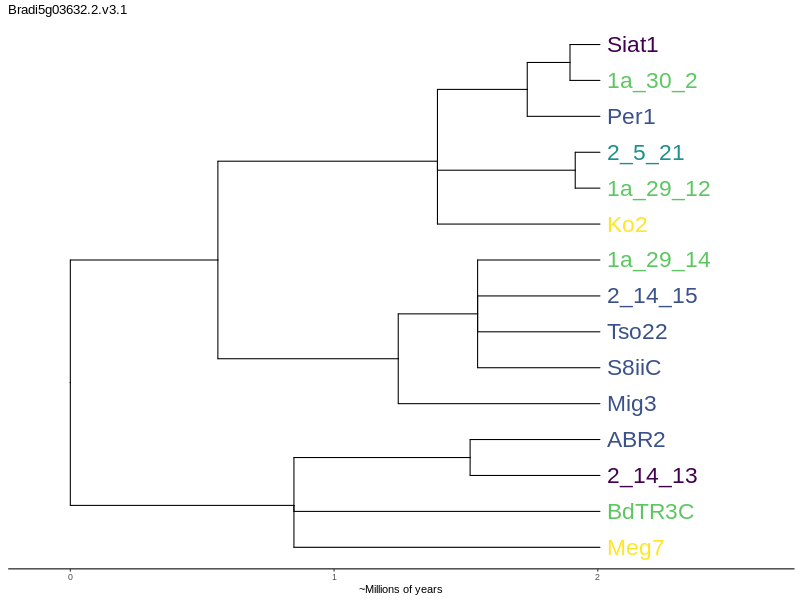 Bradi5g03632.2.v3.1
Siat1
1a_30_2
Per1
2_5_21
1a_29_12
Ko2
1a_29_14
2_14_15
Tso22
S8iiC
Mig3
ABR2
2_14_13
BdTR3C
Meg7
0 1 2
~Millions of years